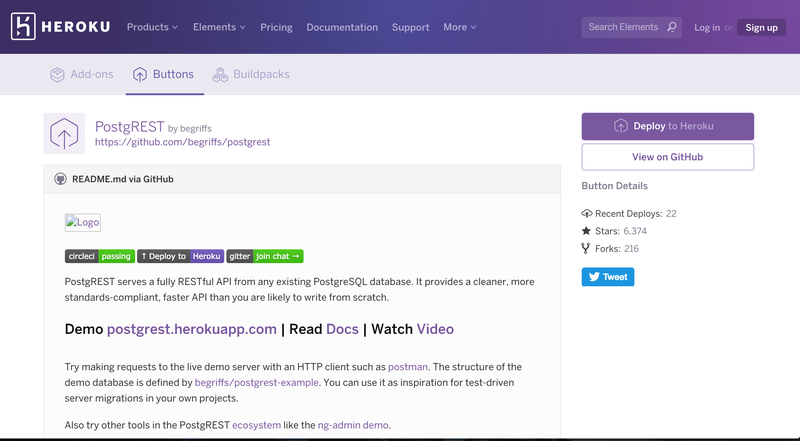 HEROKU
Products Elements Pricing Documentation Support More Search Elements Log in or Sign up
Add-ons Buttons Buildpacks
PostgREST by begriffs
https://github.com/begriffs/postgrest
Deploy to Heroku
View on GitHub
Button Details
Recent Deploys: 22
Stars: 6,374
Forks: 216
Tweet
README.md via GitHub
Logo
circleci passing ↑ Deploy to Heroku gitter join chat →
PostgREST serves a fully RESTful API from any existing PostgreSQL database. It provides a cleaner, more
standards-compliant, faster API than you are likely to write from scratch.
Demo postgrest.herokuapp.com | Read Docs | Watch Video
Try making requests to the live demo server with an HTTP client such as postman. The structure of the
demo database is defined by begriffs/postgrest-example. You can use it as inspiration for test-driven
server migrations in your own projects.
Also try other tools in the PostgREST ecosystem like the ng-admin demo.